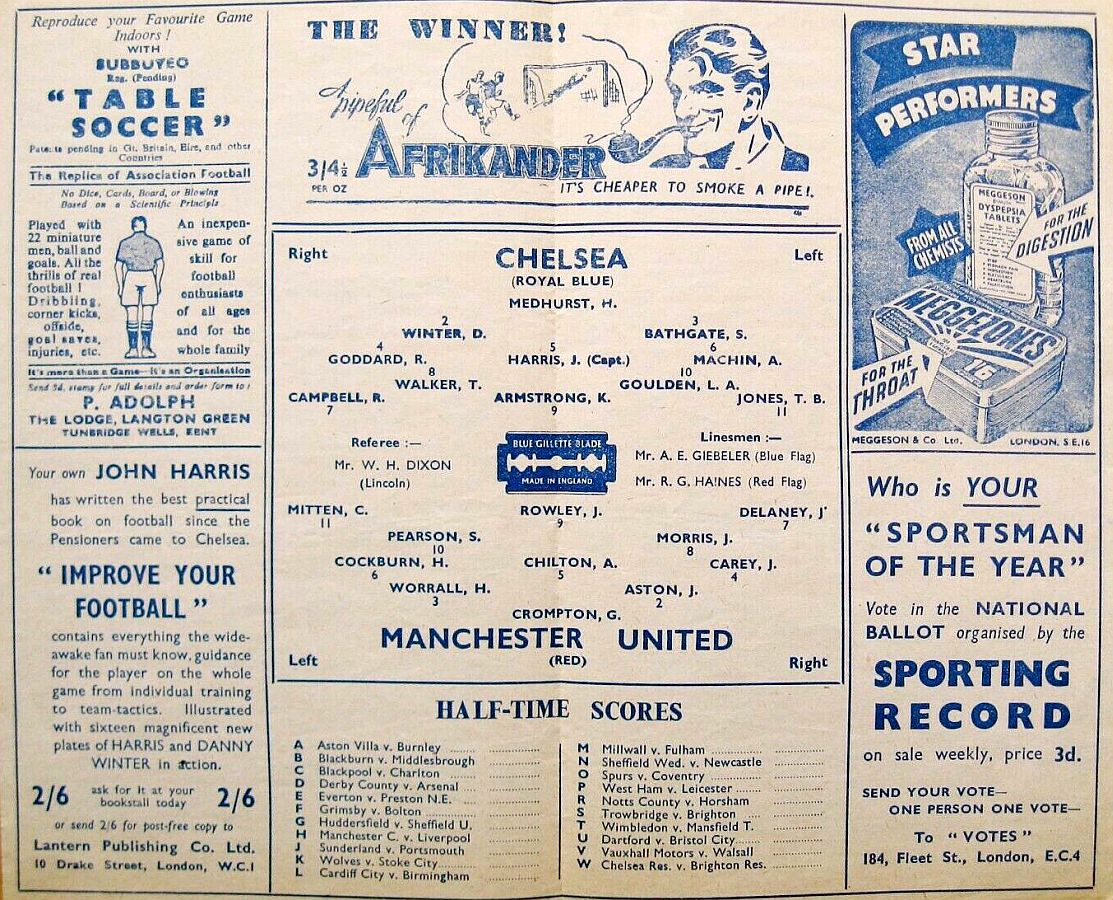 Reproduce your Favourite Game
Indoors !
WITH
SUBBUTEO
Reg. (Pending)
"TABLE
SOCCER"
Patents pending in Gt. Britain, Eire, and other
Countries
The Replica of Association Football
No Dice, Cards, Board, or Blowing
Based on a Scientific Principle
Played with
22 miniature
men, ball and
goals. All the
thrills of real
football !
Dribbling,
corner kicks,
offside,
goal saves,
injuries, etc.
An inexpen-
sive game of
skill for
football
enthusiasts
of all ages
and for the
whole family
It's more than a Game—It's an Organisation
Send 3d. stamp for full details and order form to :
P. ADOLPH
THE LODGE, LANGTON GREEN
TUNBRIDGE WELLS, KENT
Your own JOHN HARRIS
has written the best practical
book on football since the
Pensioners came to Chelsea.
"IMPROVE YOUR
FOOTBALL"
contains everything the wide-
awake fan must know, guidance
for the player on the whole
game from individual training
to team-tactics. Illustrated
with sixteen magnificent new
plates of HARRIS and DANNY
WINTER in action.
2/6 ask for it at your 2/6
bookstall today
or send 2/6 for post-free copy to
Lantern Publishing Co. Ltd.
10 Drake Street, London, W.C.1
THE WINNER!
pipeful
of
AFRIKANDER
3/4½
PER OZ
IT'S CHEAPER TO SMOKE A PIPE!
Right CHELSEA Left
(ROYAL BLUE)
MEDHURST, H.
2 3
WINTER, D. BATHGATE, S.
4 5 6
GODDARD, R. HARRIS, J. (Capt.) MACHIN, A.
8 10
WALKER, T. GOULDEN, L. A.
CAMPBELL, R. ARMSTRONG, K. JONES, T. B.
7 9 11
Referee :—
Mr. W. H. DIXON
(Lincoln)
BLUE GILLETTE BLADE
MADE IN ENGLAND
Linesmen :—
Mr. A. E. GIEBELER (Blue Flag)
Mr. R. G. HAINES (Red Flag)
MITTEN, C. ROWLEY, J. DELANEY, J
11 9 7
PEARSON, S. MORRIS, J.
10 8
COCKBURN, H. CHILTON, A. CAREY, J.
6 5 4
WORRALL, H. ASTON, J.
3 2
CROMPTON, G.
MANCHESTER UNITED
Left (RED) Right
HALF-TIME SCORES
A Aston Villa v. Burnley
B Blackburn v. Middlesbrough
C Blackpool v. Charlton
D Derby County v. Arsenal
E Everton v. Preston N.E.
F Grimsby v. Bolton
G Huddersfield v. Sheffield U.
H Manchester C. v. Liverpool
J Sunderland v. Portsmouth
K Wolves v. Stoke City
L Cardiff City v. Birmingham
M Millwall v. Fulham
N Sheffield Wed. v. Newcastle
O Spurs v. Coventry
P West Ham v. Leicester
R Notts County v. Horsham
S Trowbridge v. Brighton
T Wimbledon v. Mansfield T.
U Dartford v. Bristol City
V Vauxhall Motors v. Walsall
W Chelsea Res. v. Brighton Res.
STAR
PERFORMERS
MEGGESON
DYSPEPSIA
TABLETS
FOR THE
DIGESTION
FROM ALL
CHEMISTS
MEGGEZONES
1/6
FOR THE
THROAT
MEGGESON & Co Ltd. LONDON, S.E.16
Who is YOUR
"SPORTSMAN
OF THE YEAR"
Vote in the NATIONAL
BALLOT organised by the
SPORTING
RECORD
on sale weekly, price 3d.
SEND YOUR VOTE—
ONE PERSON ONE VOTE—
To "VOTES"
184, Fleet St., London, E.C.4